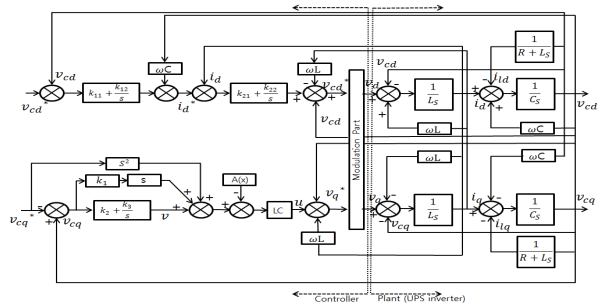 v_cd
ωC
i_d
ωL
v_cd*
v_d
i_ld
1/(R + L_S)
v_cd*
k_11 + k_12/s
i_d*
k_21 + k_22/s
v_cd
1/L_S
i_d
1/C_S
v_cd
ωL
ωC
Modulation Part
s²
A(x)
k_1
s
v_q*
ωL
ωC
v_cq*
v_cq
k_2 + k_3/s
v
LC
u
v_q
v_cq
1/L_S
i_q
i_lq
1/C_S
v_cq
ωL
1/(R + L_S)
Controller
Plant (UPS inverter)